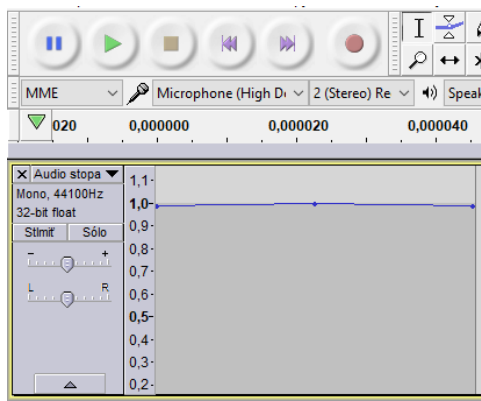 MME Microphone (High D 2 (Stereo) Re Speak
020 0,000000 0,000020 0,000040
X Audio stopa
Mono, 44100Hz
32-bit float
Stlmiť Sólo
- +
L R
1,1
1,0
0,9
0,8
0,7
0,6
0,5
0,4
0,3
0,2